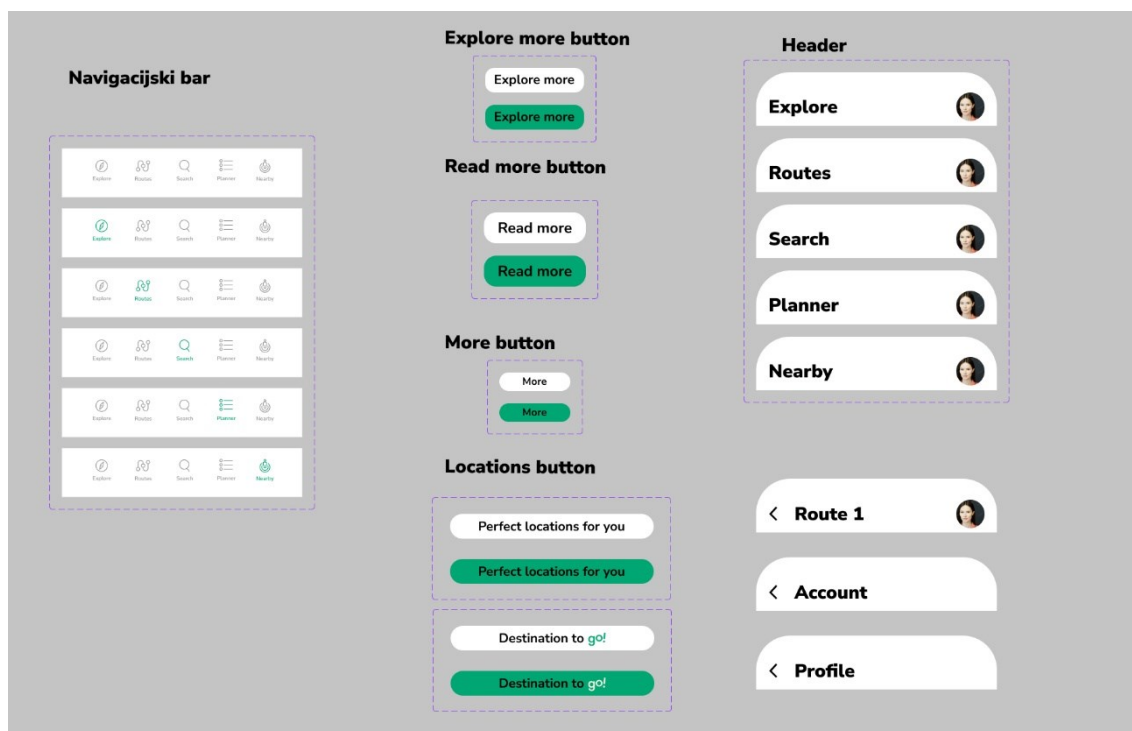 Navigacijski bar
Explore Routes Search Planner Nearby
Explore Routes Search Planner Nearby
Explore Routes Search Planner Nearby
Explore Routes Search Planner Nearby
Explore Routes Search Planner Nearby
Explore Routes Search Planner Nearby
Explore more button
Explore more
Explore more
Read more button
Read more
Read more
More button
More
More
Locations button
Perfect locations for you
Perfect locations for you
Destination to go!
Destination to go!
Header
Explore
Routes
Search
Planner
Nearby
Route 1
Account
Profile